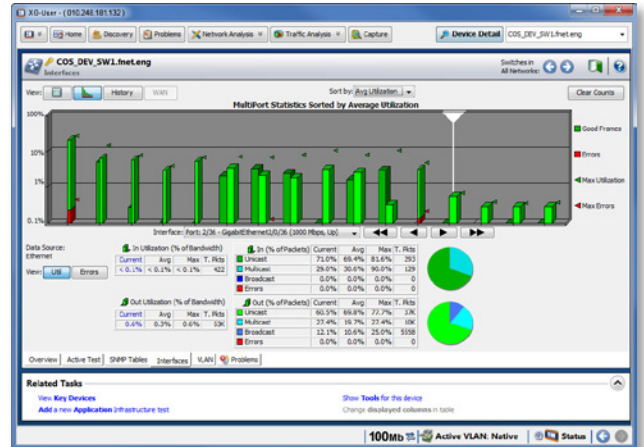 XG-User - ( 010.248.181.132 )
Home Discovery Problems Network Analysis Traffic Analysis Capture Device Detail COS_DEV_SW1.fnet.eng
COS_DEV_SW1.fnet.eng
Interfaces
Switches in
All Networks:
View: History WAN Sort by: Avg Utilization Clear Counts
MultiPort Statistics Sorted by Average Utilization
100%
10%
1%
0.1%
Good Frames
Errors
Max Utilization
Max Errors
Interface: Port: 2/36 - GigabitEthernet2/0/36 (1000 Mbps, Up)
Data Source:
Ethernet
View: Util Errors
In Utilization (% of Bandwidth)
Current Avg Max T. Pkts
< 0.1% < 0.1% < 0.1% 422
Out Utilization (% of Bandwidth)
Current Avg Max T. Pkts
0.6% 0.3% 0.6% 53K
In (% of Packets) Current Avg Max T. Pkts
Unicast 71.0% 69.4% 81.6% 293
Multicast 29.0% 30.6% 90.0% 129
Broadcast 0.0% 0.0% 0.0% 0
Errors 0.0% 0.0% 0.0% 0
Out (% of Packets) Current Avg Max T. Pkts
Unicast 60.5% 69.8% 77.7% 37K
Multicast 27.4% 19.7% 27.4% 10K
Broadcast 12.1% 10.6% 25.0% 5558
Errors 0.0% 0.0% 0.0% 0
Overview Active Test SNMP Tables Interfaces VLAN Problems
Related Tasks
View Key Devices
Add a new Application Infrastructure test
Show Tools for this device
Change displayed columns in table
100Mb Active VLAN: Native Status